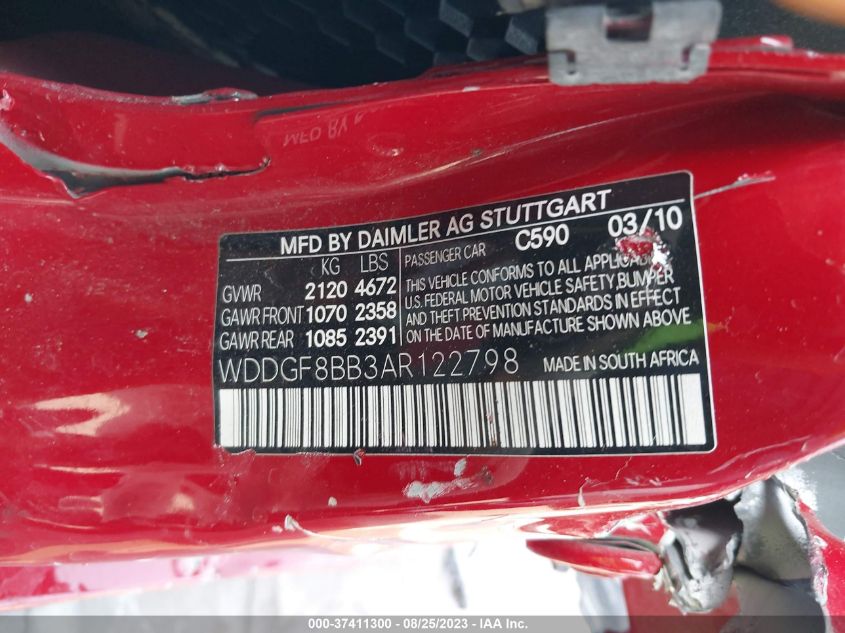 MFD BY DAIMLER AG STUTTGART
KG LBS PASSENGER CAR C590 03/10
GVWR 2120 4672
GAWR FRONT 1070 2358
GAWR REAR 1085 2391
THIS VEHICLE CONFORMS TO ALL
U.S. FEDERAL MOTOR VEHICLE SAFETY, BUMPER
AND THEFT PREVENTION STANDARDS IN EFFECT
ON THE DATE OF MANUFACTURE SHOWN ABOVE
WDDGF8BB3AR122798 MADE IN SOUTH AFRICA
000-37411300 - 08/25/2023 - IAA Inc.